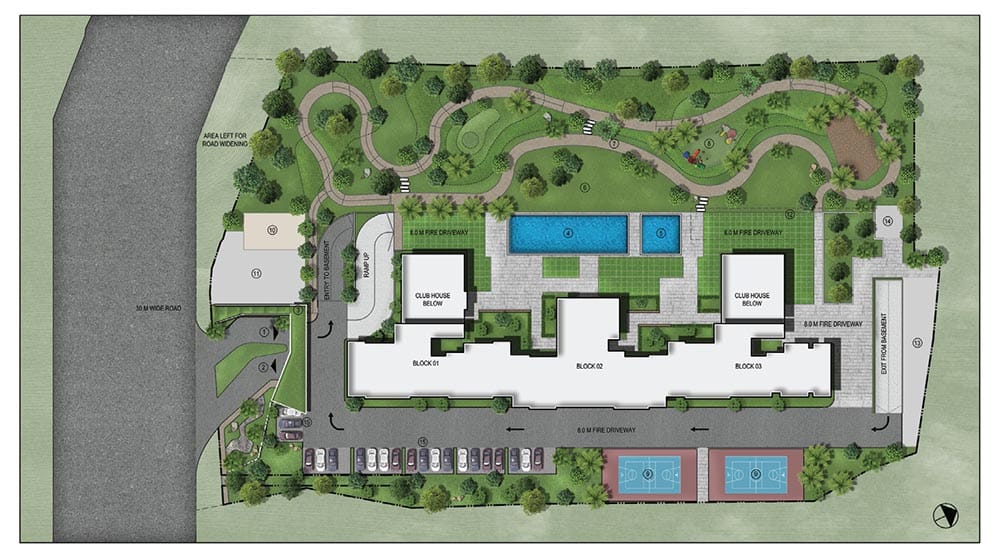 AREA LEFT FOR
ROAD WIDENING
7
8
6
14
12
8.0 M FIRE DRIVEWAY
4
5
8.0 M FIRE DRIVEWAY
10
ENTRY TO BASEMENT
RAMP UP
11
CLUB HOUSE
BELOW
CLUB HOUSE
BELOW
30 M WIDE ROAD
3
1
8.0 M FIRE DRIVEWAY
EXIT FROM BASEMENT
13
2
BLOCK 01
BLOCK 02
BLOCK 03
8.0 M FIRE DRIVEWAY
15
9
9